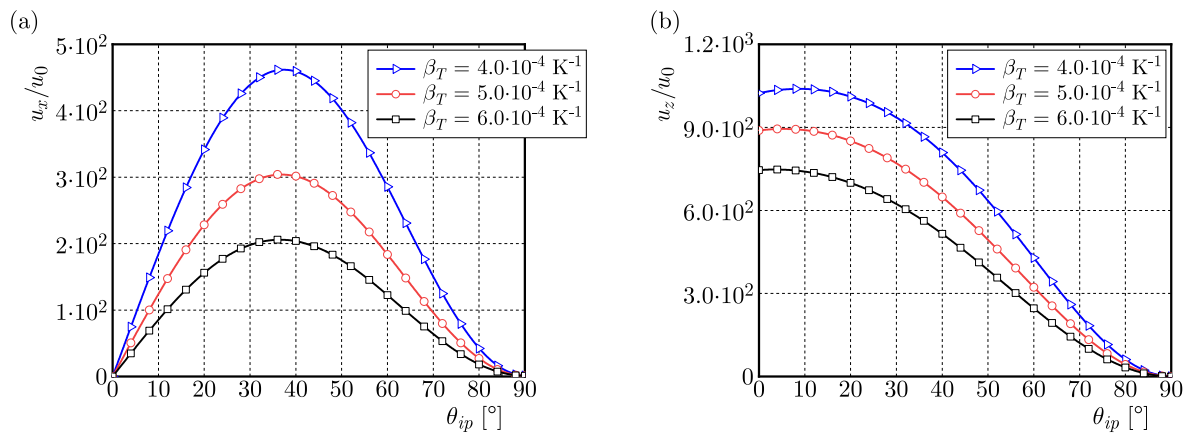 (a)
u_x/u_0
5·10²
4·10²
3·10²
2·10²
1·10²
0
0 10 20 30 40 50 60 70 80 90
θ_ip [°]
β_T = 4.0·10⁻⁴ K⁻¹
β_T = 5.0·10⁻⁴ K⁻¹
β_T = 6.0·10⁻⁴ K⁻¹
(b)
u_z/u_0
1.2·10³
9.0·10²
6.0·10²
3.0·10²
0
0 10 20 30 40 50 60 70 80 90
θ_ip [°]
β_T = 4.0·10⁻⁴ K⁻¹
β_T = 5.0·10⁻⁴ K⁻¹
β_T = 6.0·10⁻⁴ K⁻¹